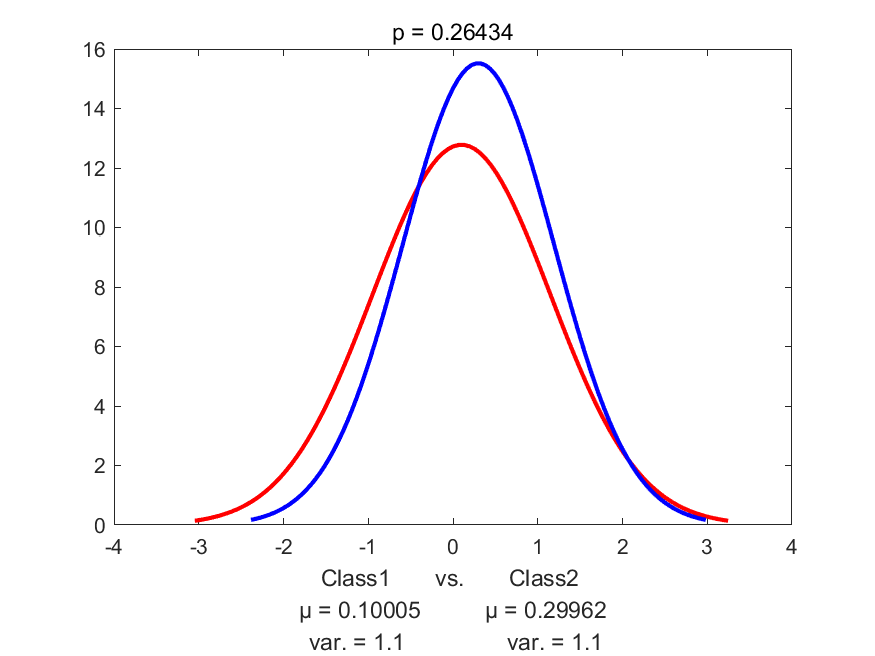 p = 0.26434
16
14
12
10
8
6
4
2
0
-4 -3 -2 -1 0 1 2 3 4
Class1 vs. Class2
μ = 0.10005 μ = 0.29962
var. = 1.1 var. = 1.1